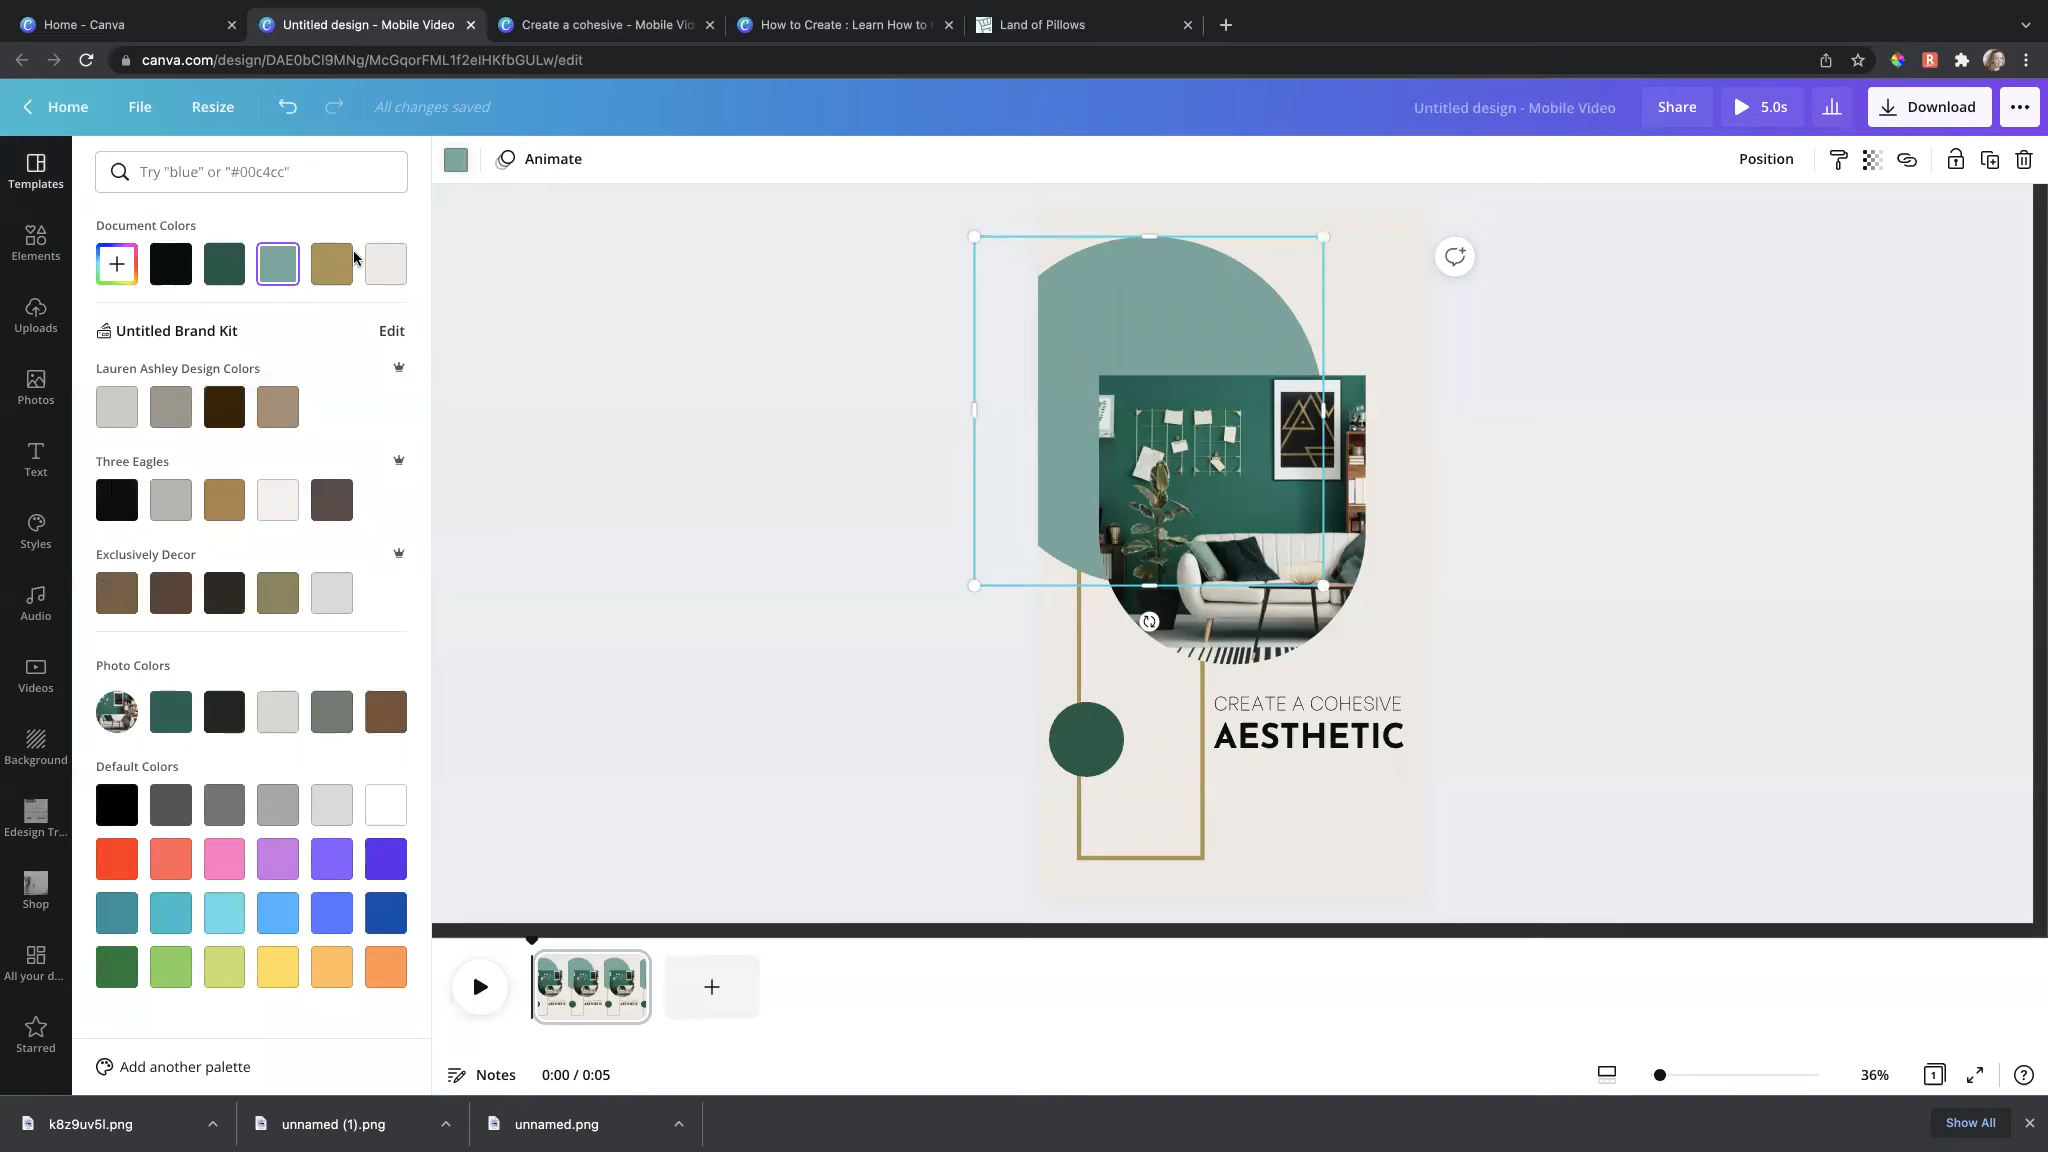 Home - Canva
Untitled design - Mobile Video
Create a cohesive - Mobile Vid
How to Create : Learn How to
Land of Pillows
canva.com/design/DAE0bCl9MNg/McGqorFML1f2elHKfbGULw/edit
Home
File
Resize
All changes saved
Untitled design - Mobile Video
Share
5.0s
Download
Templates
Elements
Uploads
Photos
Text
Styles
Audio
Videos
Background
Edesign Tr...
Shop
All your d...
Starred
Try "blue" or "#00c4cc"
Document Colors
Untitled Brand Kit
Edit
Lauren Ashley Design Colors
Three Eagles
Exclusively Decor
Photo Colors
Default Colors
Add another palette
Animate
Position
CREATE A COHESIVE
AESTHETIC
Notes
0:00 / 0:05
36%
1
k8z9uv5l.png
unnamed (1).png
unnamed.png
Show All